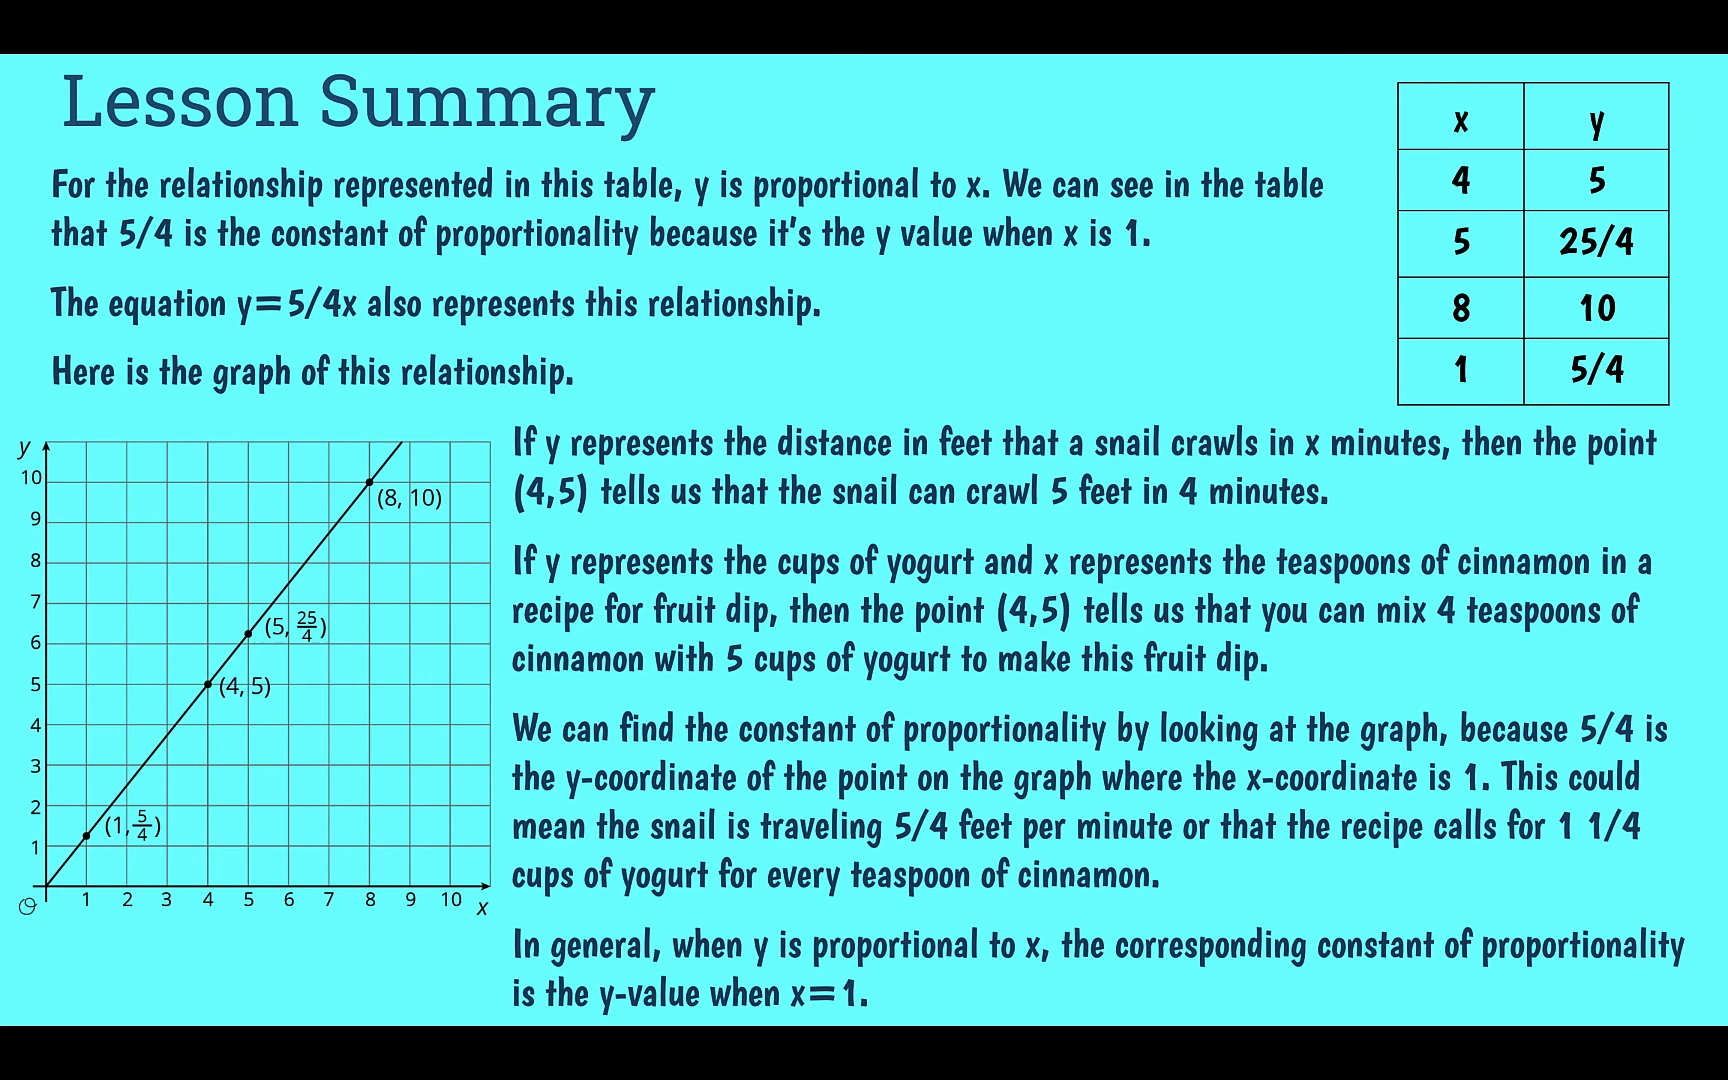 Lesson Summary
For the relationship represented in this table, y is proportional to x. We can see in the table
that 5/4 is the constant of proportionality because it's the y value when x is 1.
The equation y=5/4x also represents this relationship.
Here is the graph of this relationship.
x y
4 5
5 25/4
8 10
1 5/4
y
10
9
8
7
6
5
4
3
2
1
(8, 10)
(5, 25/4)
(4, 5)
(1, 5/4)
O 1 2 3 4 5 6 7 8 9 10 x
If y represents the distance in feet that a snail crawls in x minutes, then the point
(4,5) tells us that the snail can crawl 5 feet in 4 minutes.
If y represents the cups of yogurt and x represents the teaspoons of cinnamon in a
recipe for fruit dip, then the point (4,5) tells us that you can mix 4 teaspoons of
cinnamon with 5 cups of yogurt to make this fruit dip.
We can find the constant of proportionality by looking at the graph, because 5/4 is
the y-coordinate of the point on the graph where the x-coordinate is 1. This could
mean the snail is traveling 5/4 feet per minute or that the recipe calls for 1 1/4
cups of yogurt for every teaspoon of cinnamon.
In general, when y is proportional to x, the corresponding constant of proportionality
is the y-value when x=1.